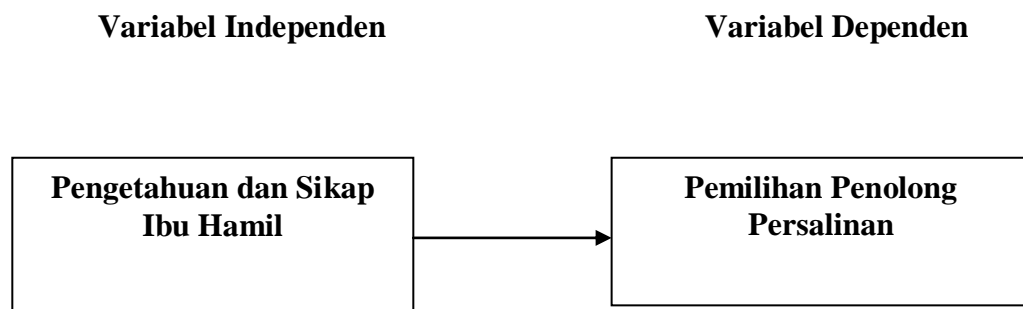 Variabel Independen
Variabel Dependen
Pengetahuan dan Sikap
Ibu Hamil
Pemilihan Penolong
Persalinan